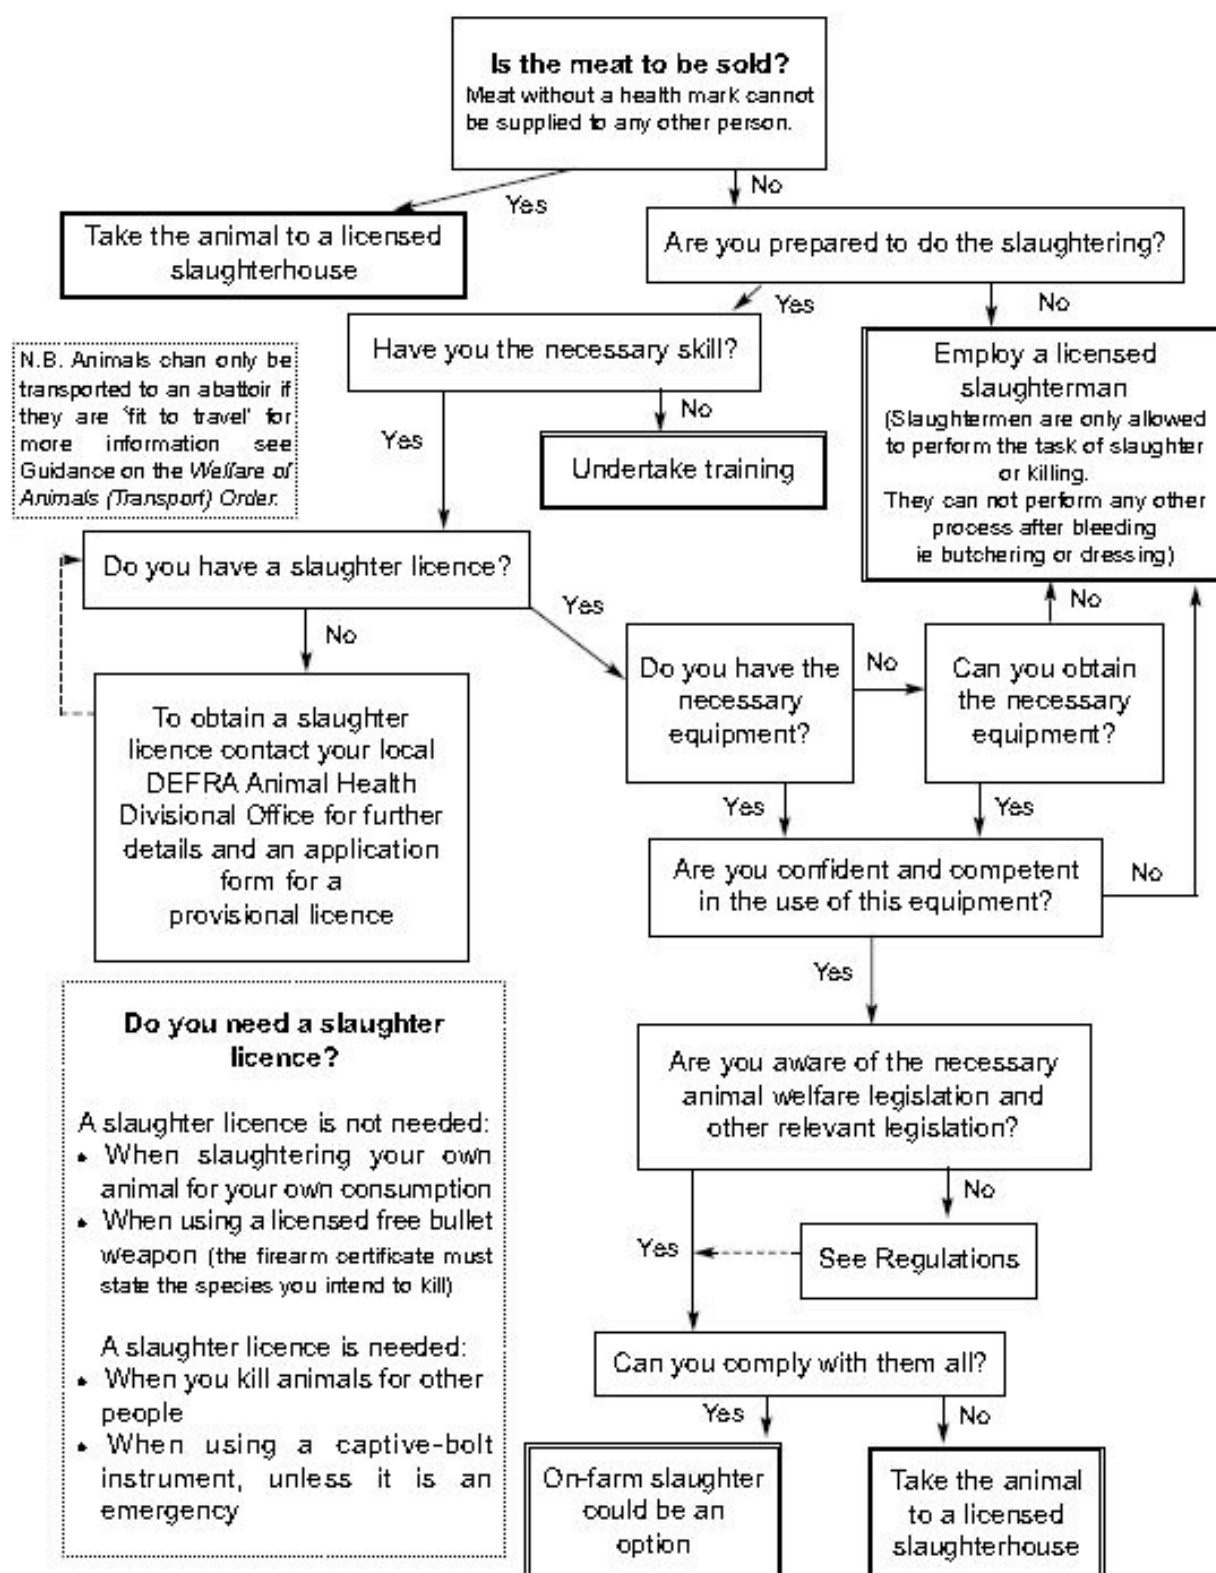 Is the meat to be sold?
Meat without a health mark cannot
be supplied to any other person.
Yes
No
Take the animal to a licensed
slaughterhouse
Are you prepared to do the slaughtering?
Yes
No
Have you the necessary skill?
N.B. Animals chan only be
transported to an abattoir if
they are 'fit to travel' for
more information see
Guidance on the Welfare of
Animals (Transport) Order.
Yes
No
Undertake training
Employ a licensed
slaughterman
(Slaughtermen are only allowed
to perform the task of slaughter
or killing.
They can not perform any other
process after bleeding
ie butchering or dressing)
Do you have a slaughter licence?
Yes
No
No
Do you have the
necessary
equipment?
No
Can you obtain
the necessary
equipment?
To obtain a slaughter
licence contact your local
DEFRA Animal Health
Divisional Office for further
details and an application
form for a
provisional licence
Yes
Yes
Are you confident and competent
in the use of this equipment?
No
Yes
Do you need a slaughter
licence?
A slaughter licence is not needed:
• When slaughtering your own
animal for your own consumption
• When using a licensed free bullet
weapon (the firearm certificate must
state the species you intend to kill)
A slaughter licence is needed:
• When you kill animals for other
people
• When using a captive-bolt
instrument, unless it is an
emergency
Are you aware of the necessary
animal welfare legislation and
other relevant legislation?
No
Yes
See Regulations
Can you comply with them all?
Yes
No
On-farm slaughter
could be an
option
Take the animal
to a licensed
slaughterhouse